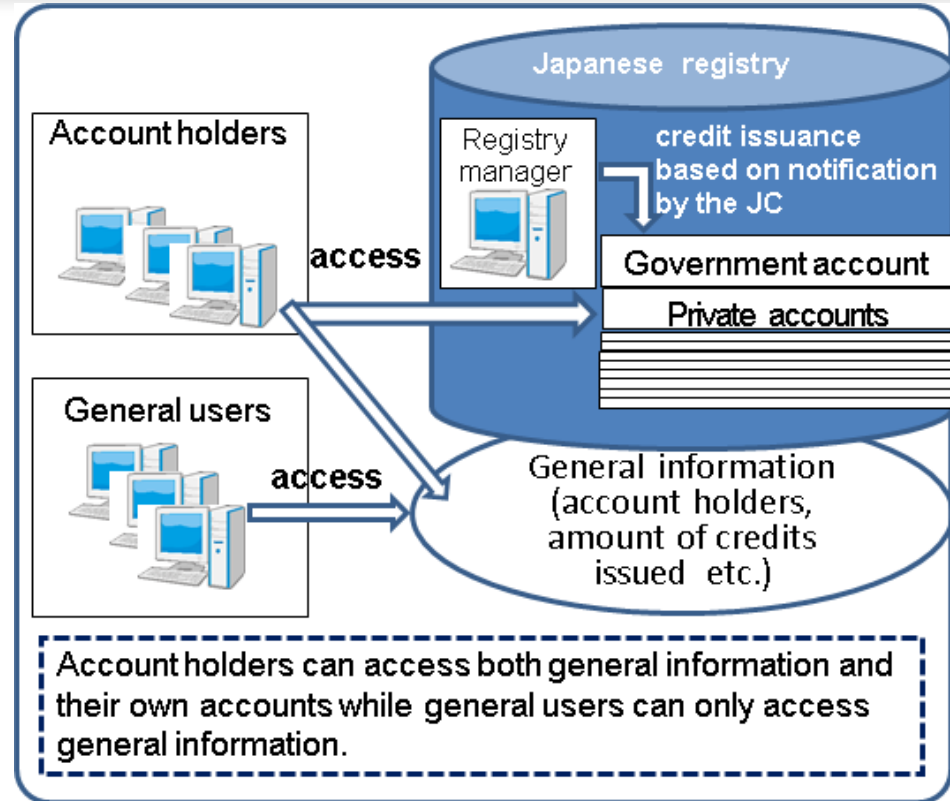 Japanese registry
Account holders
Registry
manager
credit issuance
based on notification
by the JC
access
Government account
Private accounts
General users
access
General information
(account holders,
amount of credits
issued etc.)
Account holders can access both general information and
their own accounts while general users can only access
general information.